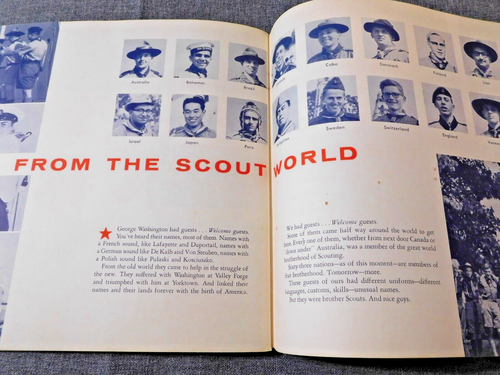 Australia Bahamas Brazil
Cuba Denmark Finland Iran
Israel Japan Peru
Sweden Switzerland England
FROM THE SCOUT WORLD
George Washington had guests. . . . Welcome guests.
You've heard their names, most of them. Names with
a French sound, like Lafayette and Duportail, names with
a German sound like De Kalb and Von Steuben, names with
a Polish sound like Pulaski and Kosciusko.
From the old world they came to help in the struggle of
the new. They suffered with Washington at Valley Forge
and triumphed with him at Yorktown. And linked their
names and their lands forever with the birth of America.
We had guests . . . Welcome guests.
Some of them came half way around the world to get
here. Every one of them, whether from next door Canada or
"down under" Australia, was a member of the great world
brotherhood of Scouting.
Sixty-three nations—as of this moment—are members of
our brotherhood. Tomorrow—more.
These guests of ours had different uniforms—different
languages, customs, skills—unusual names.
But they were brother Scouts. And nice guys.